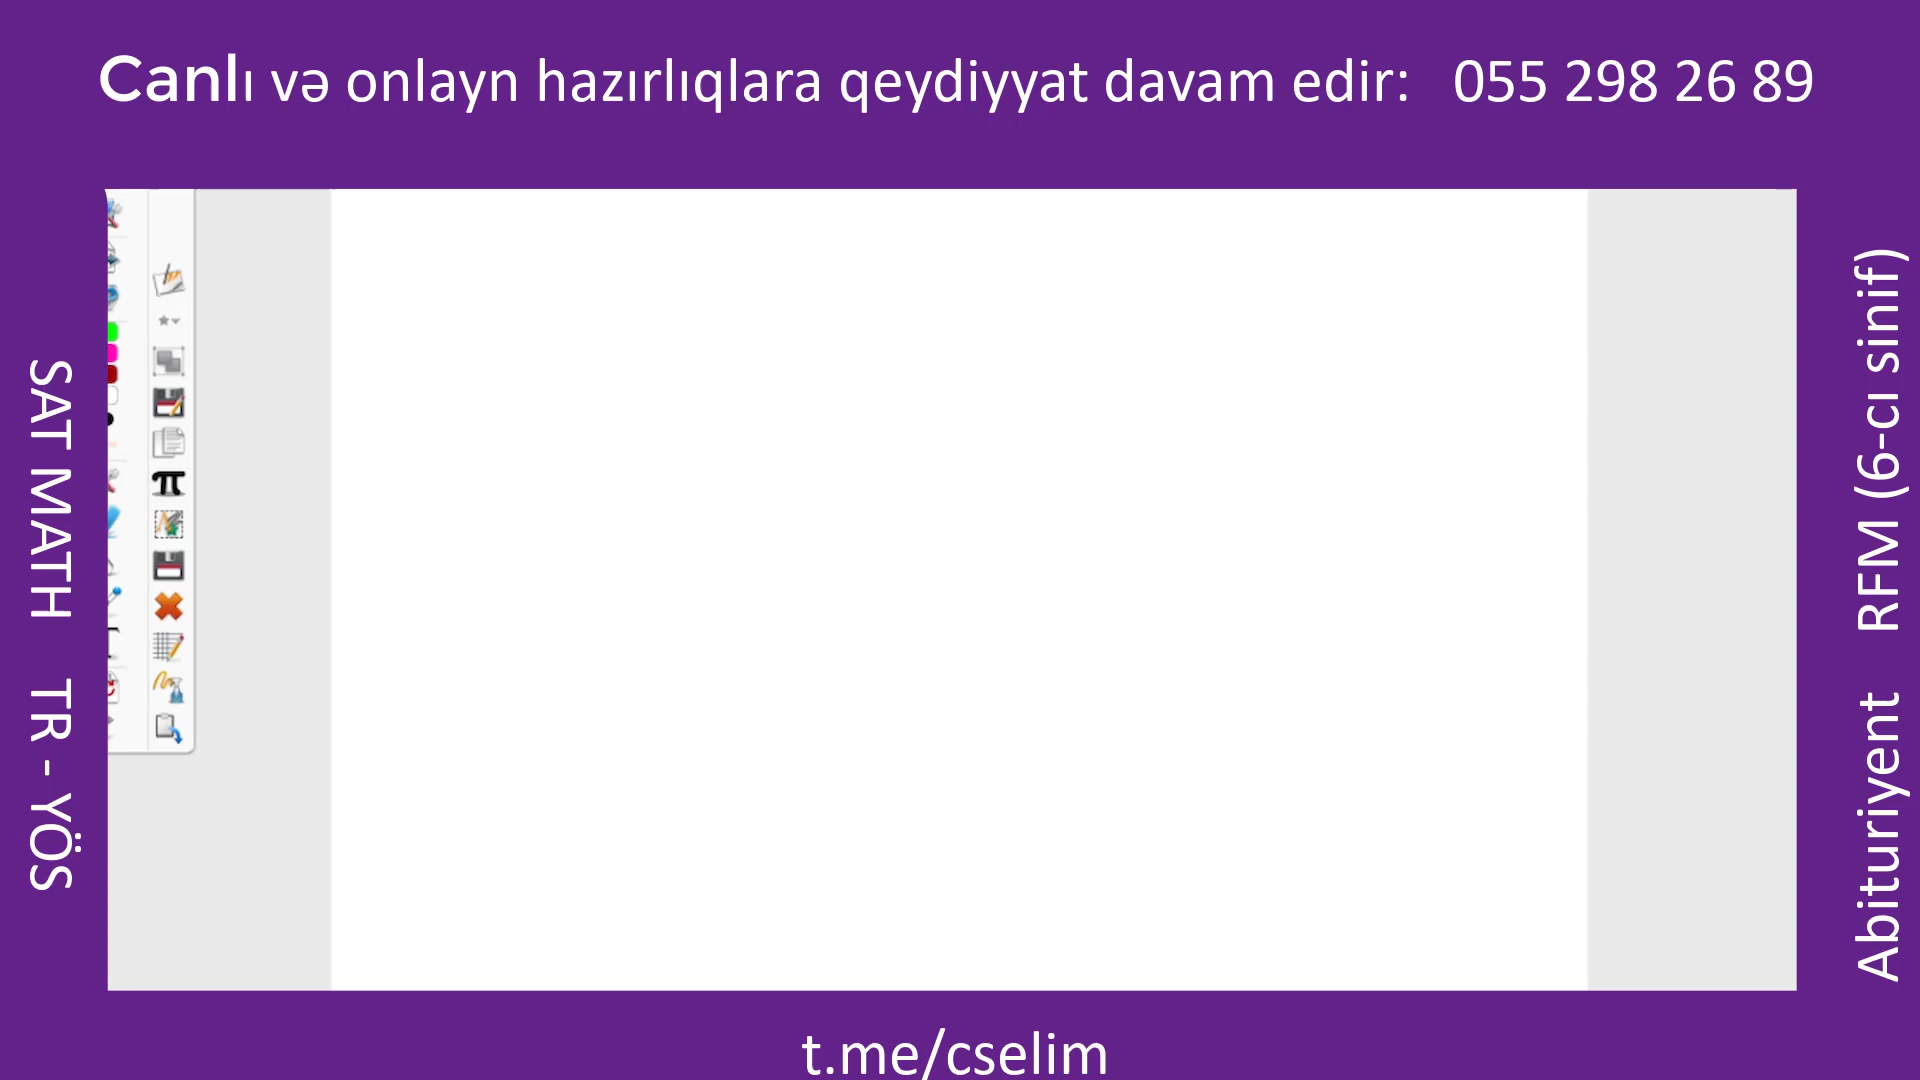 Canlı və onlayn hazırlıqlara qeydiyyat davam edir: 055 298 26 89
SAT MATH TR - YÖS
Abituriyent RFM (6-cı sinif)
t.me/cselim